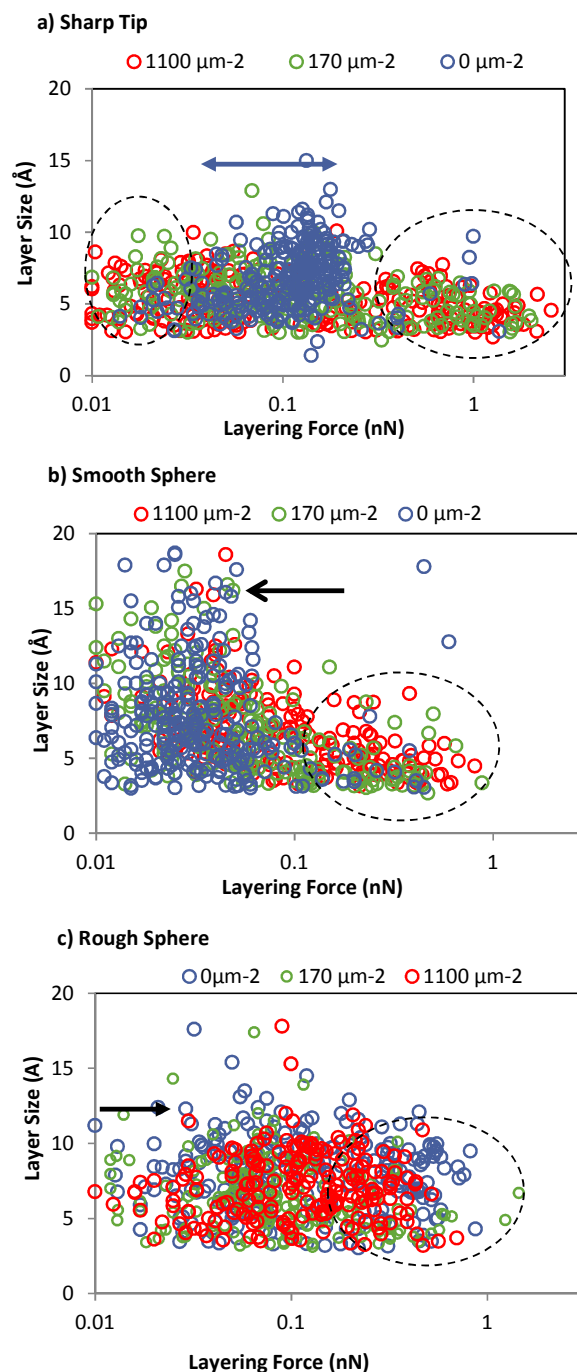 a) Sharp Tip
1100 µm-2 170 µm-2 0 µm-2
20
15
10
5
0
Layer Size (Å)
0.01 0.1 1
Layering Force (nN)
b) Smooth Sphere
1100 µm-2 170 µm-2 0 µm-2
20
15
10
5
0
Layer Size (Å)
0.01 0.1 1
Layering Force (nN)
c) Rough Sphere
0µm-2 170 µm-2 1100 µm-2
20
15
10
5
0
Layer Size (A)
0.01 0.1 1
Layering Force (nN)